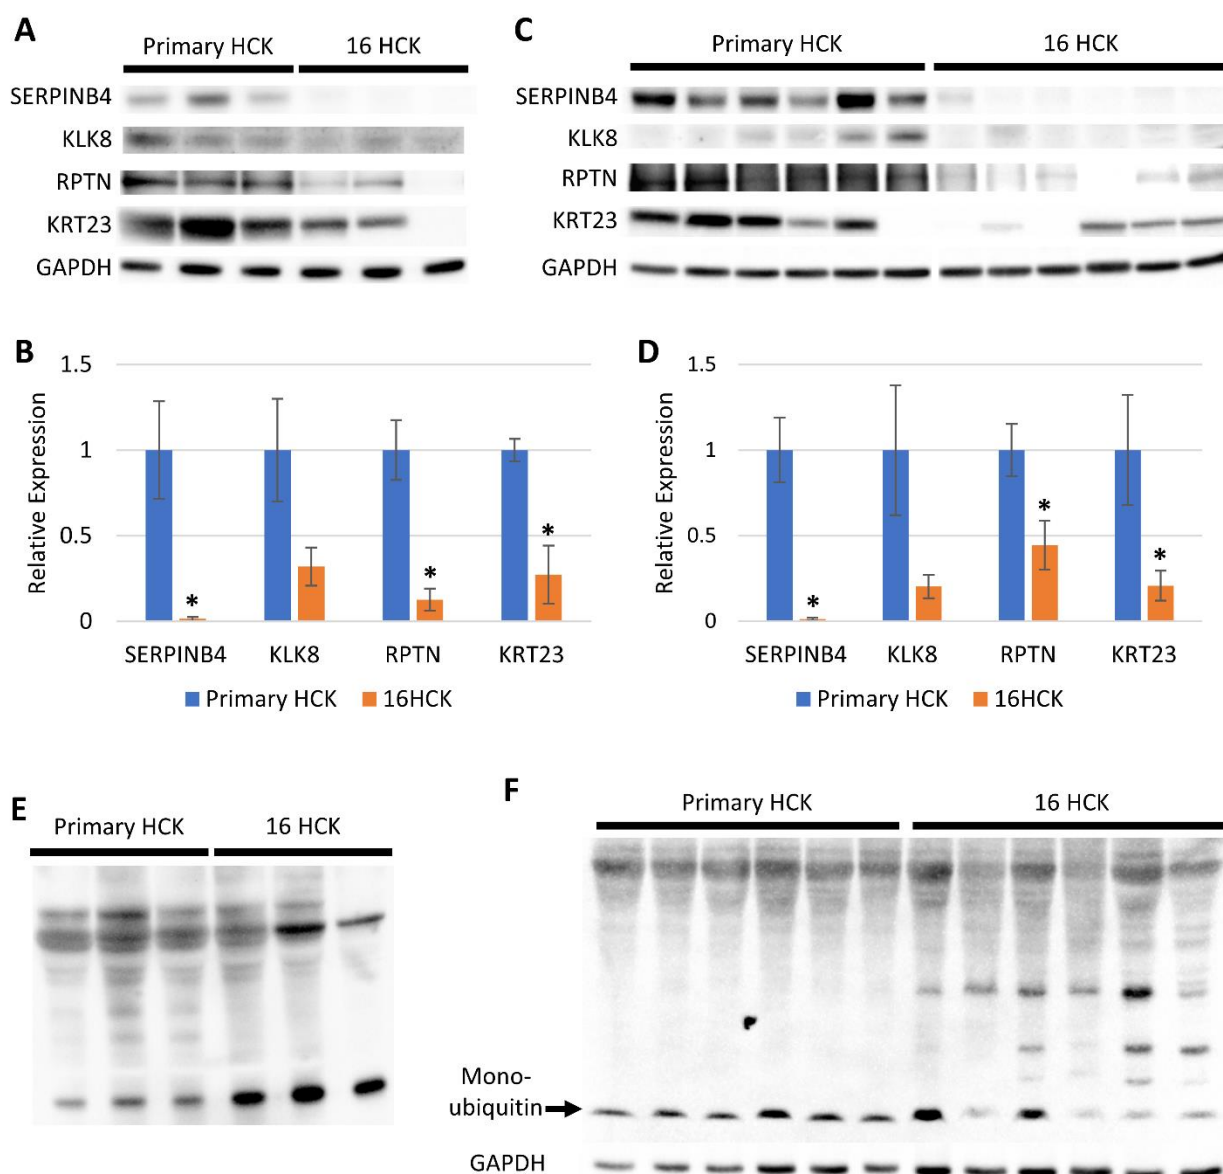 A
Primary HCK 16 HCK
SERPINB4
KLK8
RPTN
KRT23
GAPDH
C
Primary HCK 16 HCK
SERPINB4
KLK8
RPTN
KRT23
GAPDH
B
Relative Expression
1.5
1
0.5
0
* * *
SERPINB4 KLK8 RPTN KRT23
Primary HCK 16HCK
D
Relative Expression
1.5
1
0.5
0
* * *
SERPINB4 KLK8 RPTN KRT23
Primary HCK 16HCK
E
Primary HCK 16 HCK
F
Primary HCK 16 HCK
Mono-
ubiquitin
GAPDH